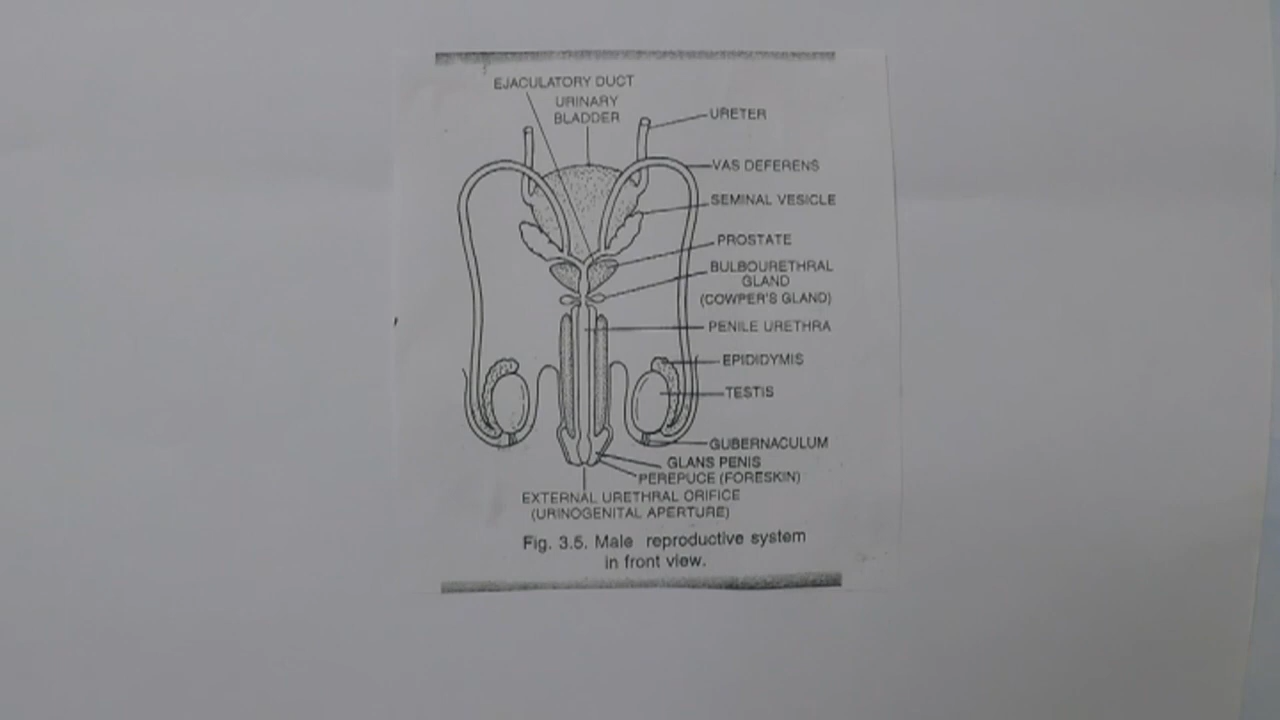 EJACULATORY DUCT
URINARY
BLADDER
URETER
VAS DEFERENS
SEMINAL VESICLE
PROSTATE
BULBOURETHRAL
GLAND
(COWPER'S GLAND)
PENILE URETHRA
EPIDIDYMIS
TESTIS
GUBERNACULUM
GLANS PENIS
PEREPUCE (FORESKIN)
EXTERNAL URETHRAL ORIFICE
(URINOGENITAL APERTURE)
Fig. 3.5. Male reproductive system
in front view.